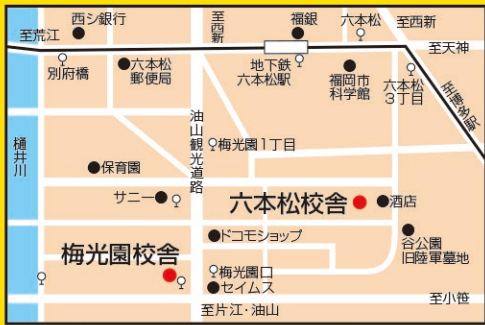 西シ銀行
至西新
福銀
六本松
至西新
至荒江
至天神
別府橋
六本松
郵便局
地下鉄
六本松駅
福岡市
科学館
六本松
3丁目
至博多駅
樋井川
油山観光道路
梅光園1丁目
保育園
サニー
六本松校舎
酒店
ドコモショップ
谷公園
旧陸軍墓地
梅光園校舎
梅光園口
セイムス
至小笹
至片江・油山